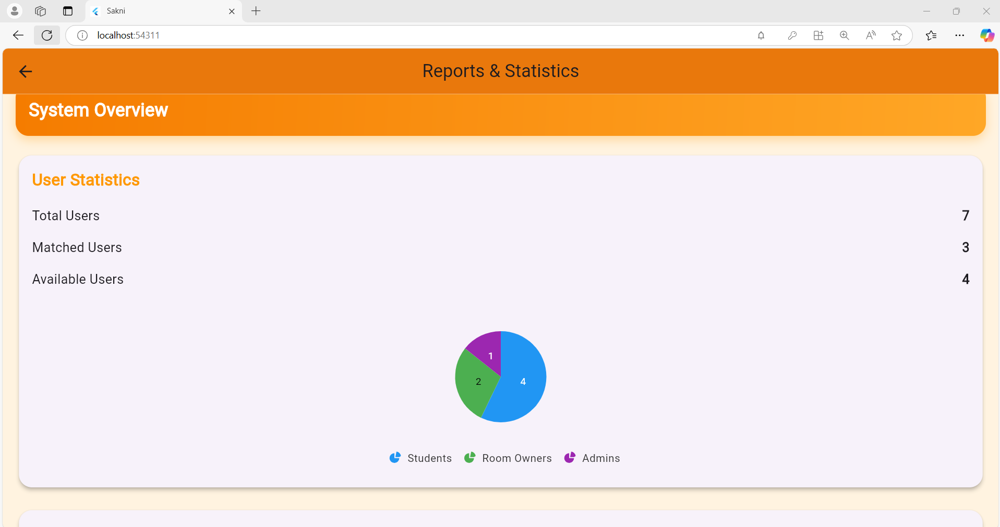 Sakni
localhost:54311
Reports & Statistics
System Overview
User Statistics
Total Users 7
Matched Users 3
Available Users 4
1
2 4
Students Room Owners Admins